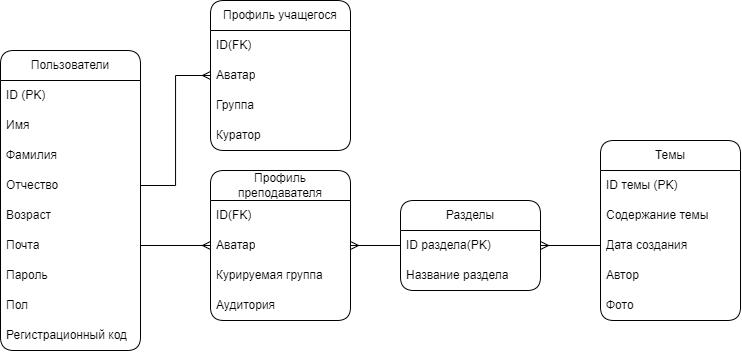 Профиль учащегося
ID(FK)
Аватар
Группа
Куратор
Пользователи
ID (PK)
Имя
Фамилия
Отчество
Возраст
Почта
Пароль
Пол
Регистрационный код
Профиль
преподавателя
ID(FK)
Аватар
Курируемая группа
Аудитория
Разделы
ID раздела(PK)
Название раздела
Темы
ID темы (PK)
Содержание темы
Дата создания
Автор
Фото